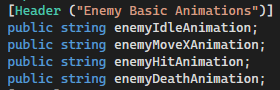 [Header ("Enemy Basic Animations")]
public string enemyIdleAnimation;
public string enemyMoveXAnimation;
public string enemyHitAnimation;
public string enemyDeathAnimation;